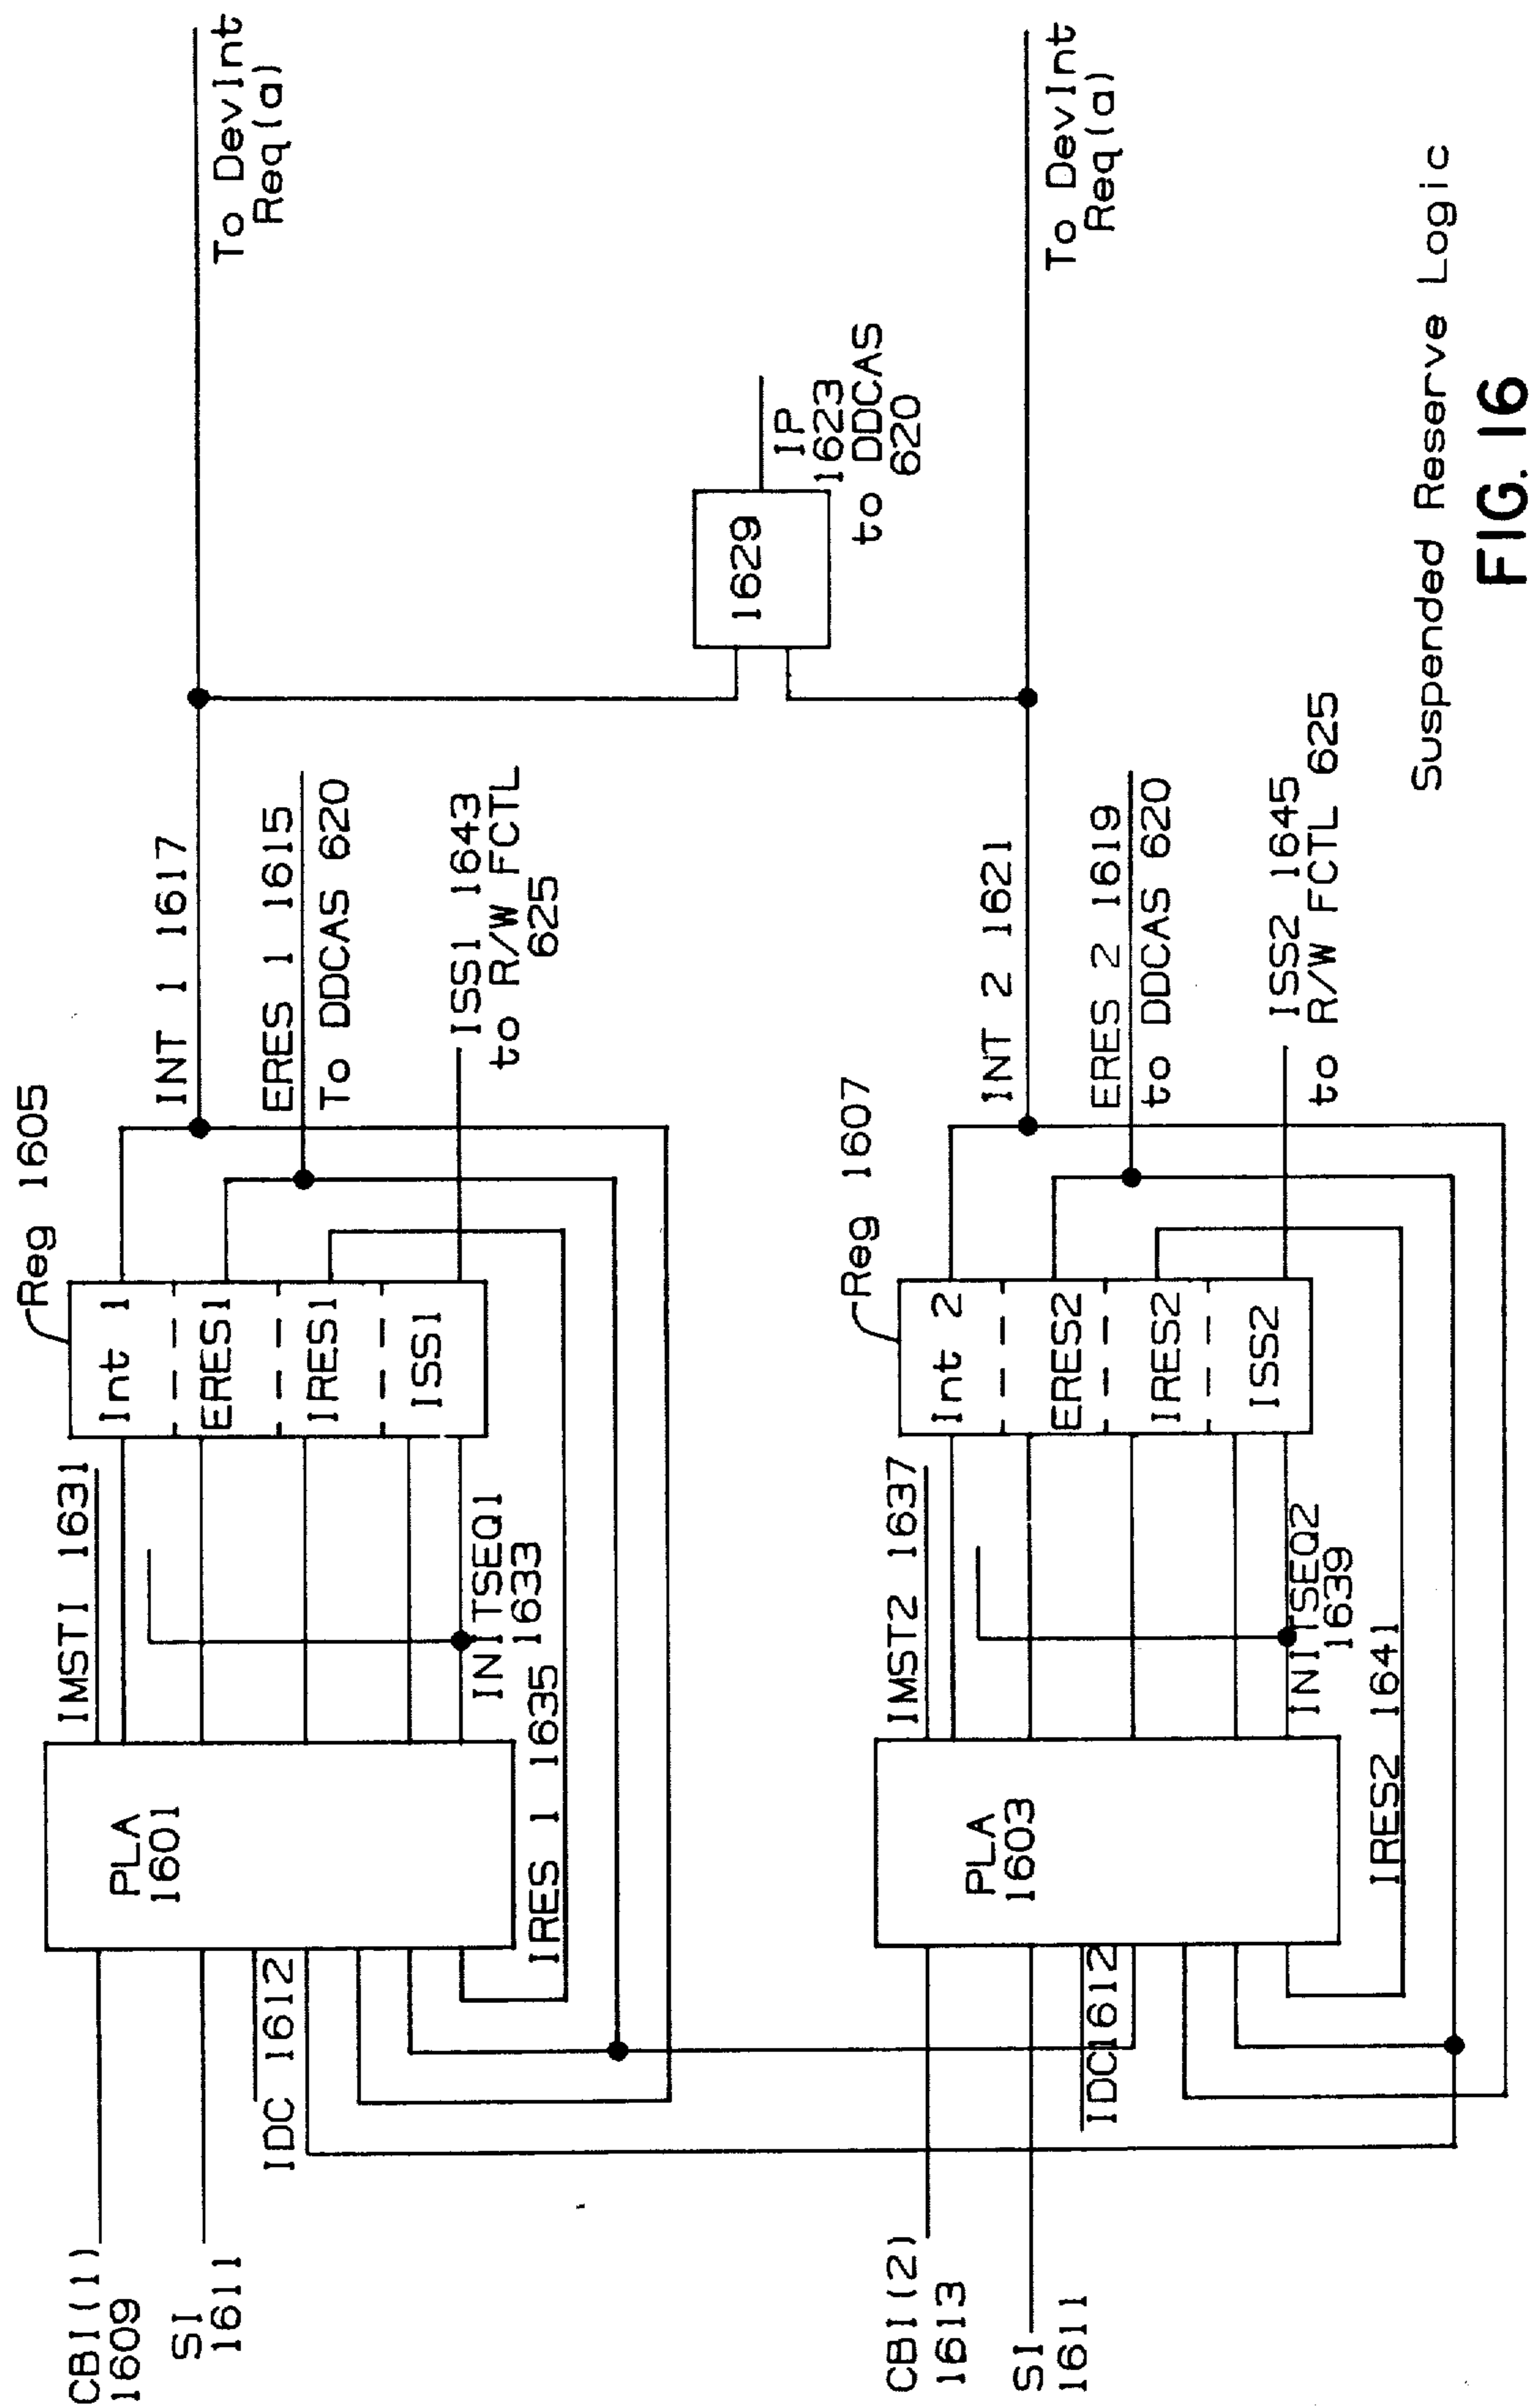 Reg 1605
CBI(1)
1609
SI
1611
IDC 1612
PLA
1601
IMST1 1631
INITSEQ1
1633
IRES 1 1635
Int 1
ERES1
IRES1
ISS1
INT 1 1617
ERES 1 1615
To DDCAS 620
ISS1 1643
to R/W FCTL
625
To DevInt
Req(a)
1629
IP
1623
to DDCAS
620
Reg 1607
CBI(2)
1613
SI
1611
IDC1612
PLA
1603
IMST2 1637
INITSEQ2
1639
IRES2 1641
Int 2
ERES2
IRES2
ISS2
INT 2 1621
ERES 2 1619
to DDCAS 620
ISS2 1645
to R/W FCTL 625
To DevInt
Req(a)
Suspended Reserve Logic
FIG. 16